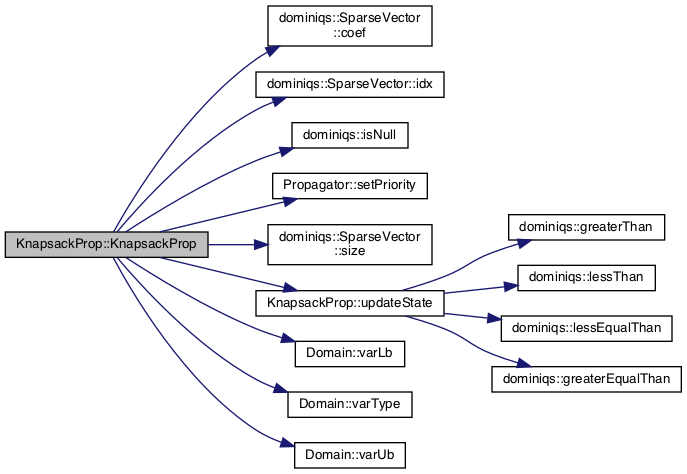 dominiqs::SparseVector
::coef
dominiqs::SparseVector::idx
dominiqs::isNull
Propagator::setPriority
KnapsackProp::KnapsackProp
dominiqs::SparseVector
::size
KnapsackProp::updateState
dominiqs::greaterThan
dominiqs::lessThan
dominiqs::lessEqualThan
dominiqs::greaterEqualThan
Domain::varLb
Domain::varType
Domain::varUb